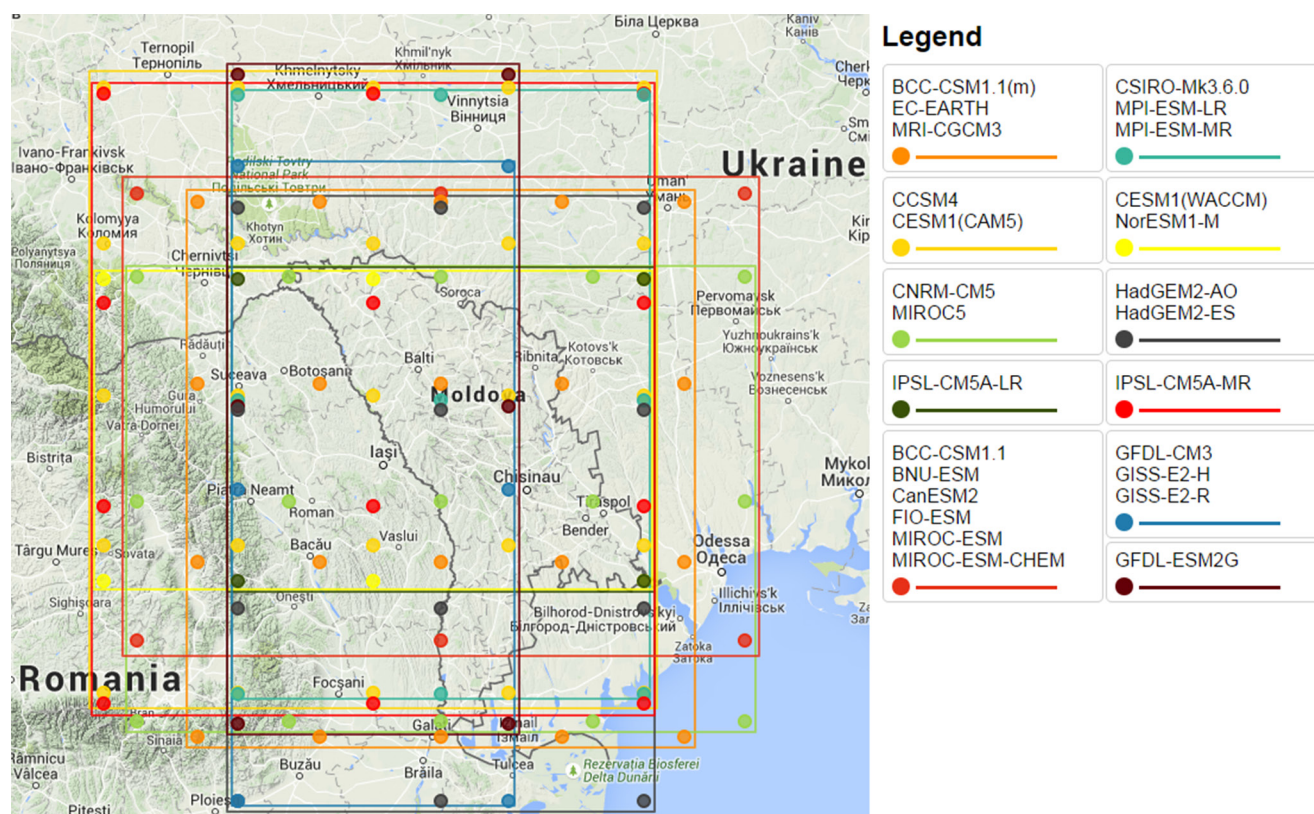 Біла Церква
Kaniv
Канів
Ternopil
Тернопіль
Khmil'nyk
Хмільник
Khmelnytsky
Хмельницький
Vinnytsia
Вінниця
Ivano-Frankivsk
Івано-Франківськ
Podilski Tovtry
National Park
Подільські Товтри
Ukraine
Uman'
Умань
Kolomyya
Коломия
Khotyn
Хотин
Polyanytsya
Поляниця
Chernivtsi
Чернівці
Soroca
Pervomaysk
Первомайськ
Rădăuți
Balti
Ribnita
Kotovs'k
Котовськ
Yuzhnoukrains'k
Южноукраїнськ
Suceava
Botoșani
Voznesens'k
Вознесенськ
Gura
Humorului
Moldova
Vatra Dornei
Bistrița
Iași
Chisinau
Piatra Neamt
Roman
Tiraspol
Bender
Bacău
Vaslui
Târgu Mureș
Sovata
Odessa
Одеса
Sighișoara
Onești
Illichivs'k
Іллічівськ
Bilhorod-Dnistrovskyi
Білгород-Дністровський
Zatoka
Затока
Romania
Focșani
Bran
Sinaia
Galați
Izmail
Ізмаїл
Râmnicu
Vâlcea
Buzău
Brăila
Tulcea
Rezervația Biosferei
Delta Dunării
Pitești
Legend
BCC-CSM1.1(m)
EC-EARTH
MRI-CGCM3
CSIRO-Mk3.6.0
MPI-ESM-LR
MPI-ESM-MR
CCSM4
CESM1(CAM5)
CESM1(WACCM)
NorESM1-M
CNRM-CM5
MIROC5
HadGEM2-AO
HadGEM2-ES
IPSL-CM5A-LR
IPSL-CM5A-MR
BCC-CSM1.1
BNU-ESM
CanESM2
FIO-ESM
MIROC-ESM
MIROC-ESM-CHEM
GFDL-CM3
GISS-E2-H
GISS-E2-R
GFDL-ESM2G